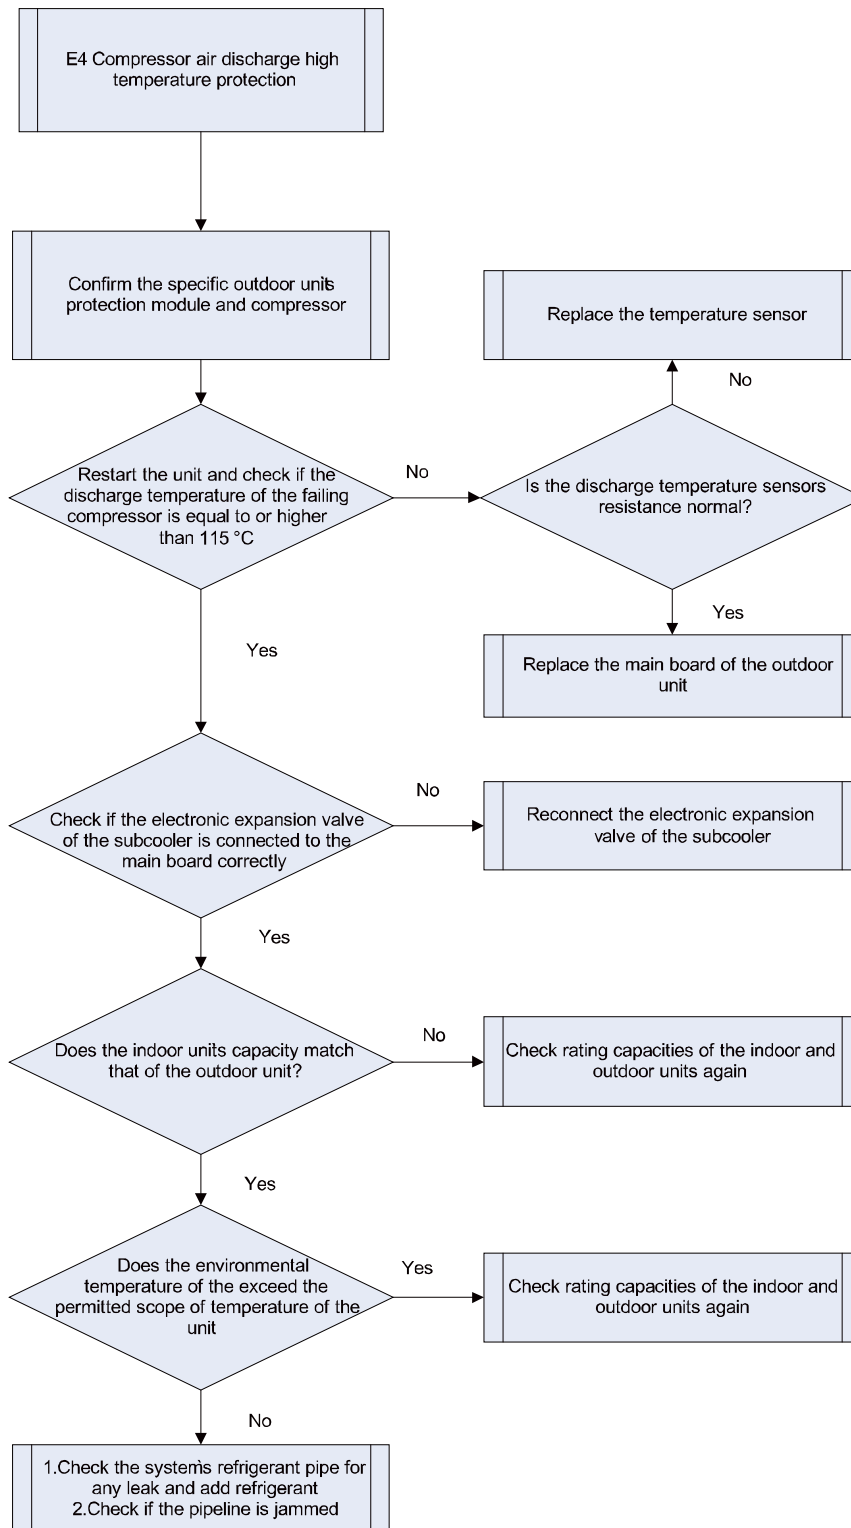 E4 Compressor air discharge high
temperature protection
Confirm the specific outdoor unit's
protection module and compressor
Replace the temperature sensor
No
Restart the unit and check if the
discharge temperature of the failing
compressor is equal to or higher
than 115 °C
No
Is the discharge temperature sensors
resistance normal?
Yes
Replace the main board of the outdoor
unit
Yes
Check if the electronic expansion valve
of the subcooler is connected to the
main board correctly
No
Reconnect the electronic expansion
valve of the subcooler
Yes
Does the indoor unit's capacity match
that of the outdoor unit?
No
Check rating capacities of the indoor and
outdoor units again
Yes
Does the environmental
temperature of the exceed the
permitted scope of temperature of the
unit
Yes
Check rating capacities of the indoor and
outdoor units again
No
1.Check the system's refrigerant pipe for
any leak and add refrigerant
2.Check if the pipeline is jammed